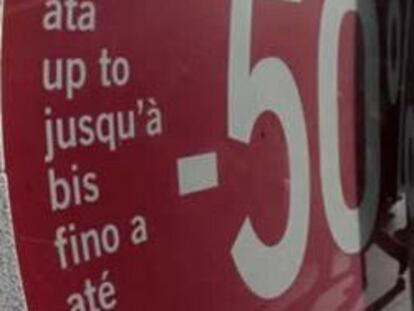 ata
up to
jusqu'à
bis
fino a
até
-50